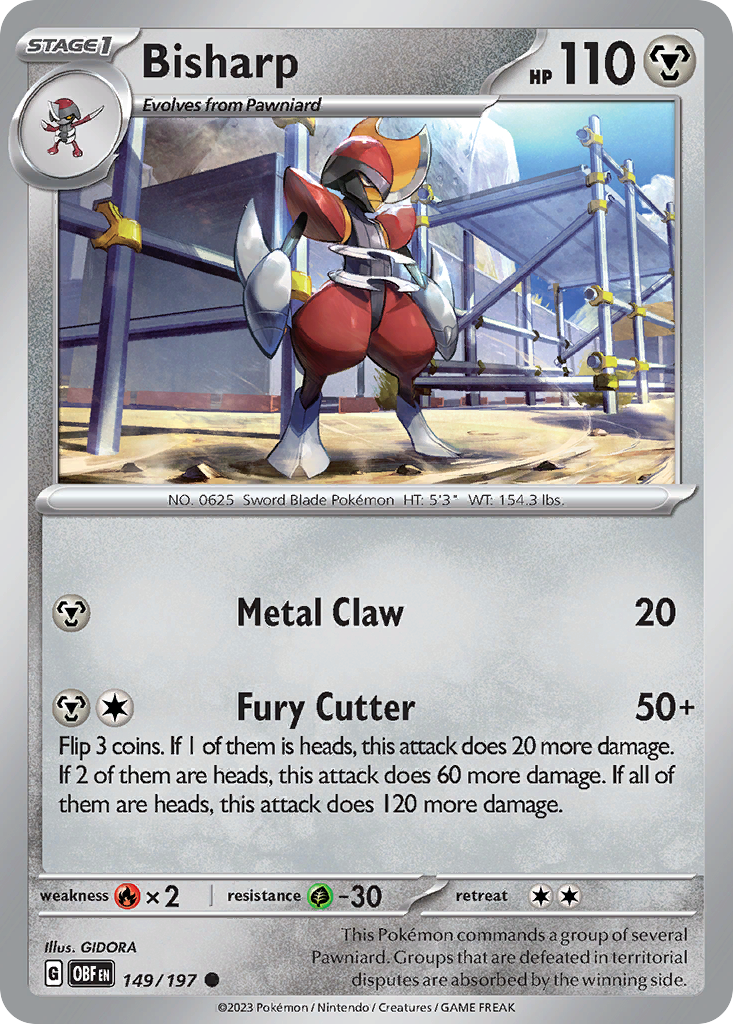 STAGE 1
Bisharp
HP 110
Evolves from Pawniard
NO. 0625 Sword Blade Pokémon HT: 5'3" WT: 154.3 lbs.
Metal Claw 20
Fury Cutter 50+
Flip 3 coins. If 1 of them is heads, this attack does 20 more damage.
If 2 of them are heads, this attack does 60 more damage. If all of
them are heads, this attack does 120 more damage.
weakness ×2 resistance -30 retreat
Illus. GIDORA
This Pokémon commands a group of several
Pawniard. Groups that are defeated in territorial
disputes are absorbed by the winning side.
G OBF EN 149/197
©2023 Pokémon / Nintendo / Creatures / GAME FREAK